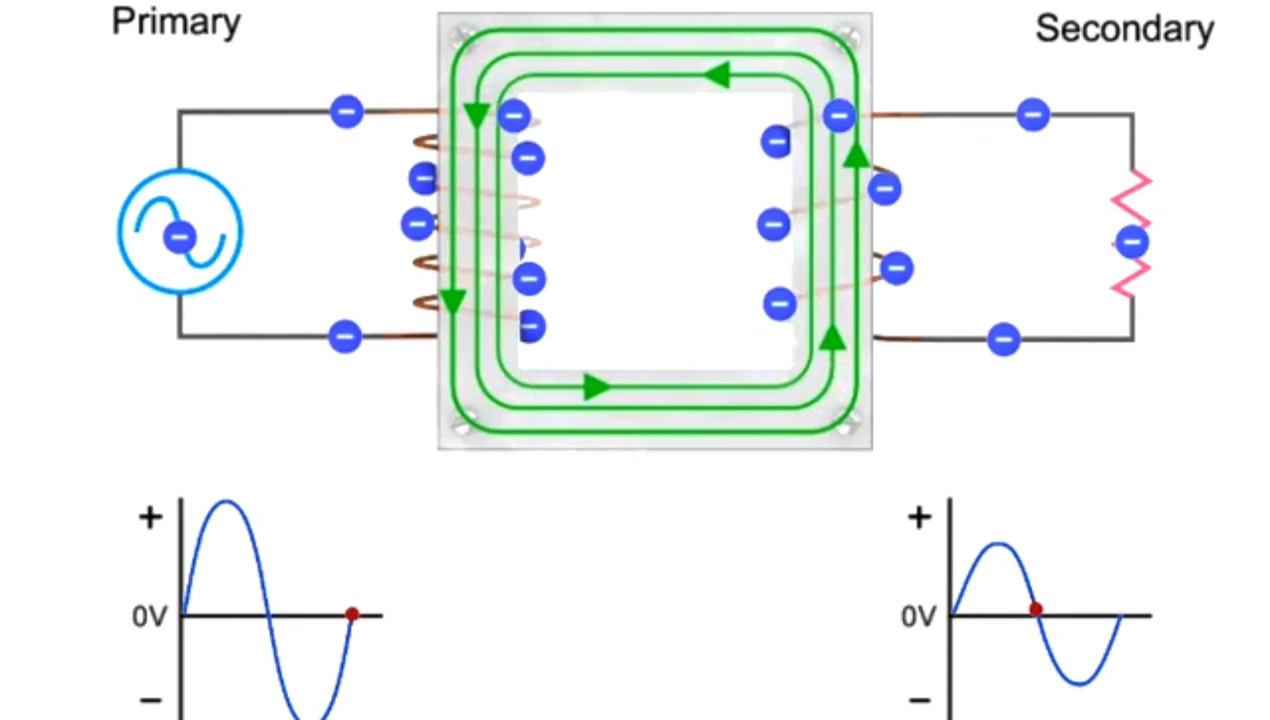 Primary
Secondary
+
0V
−
+
0V
−